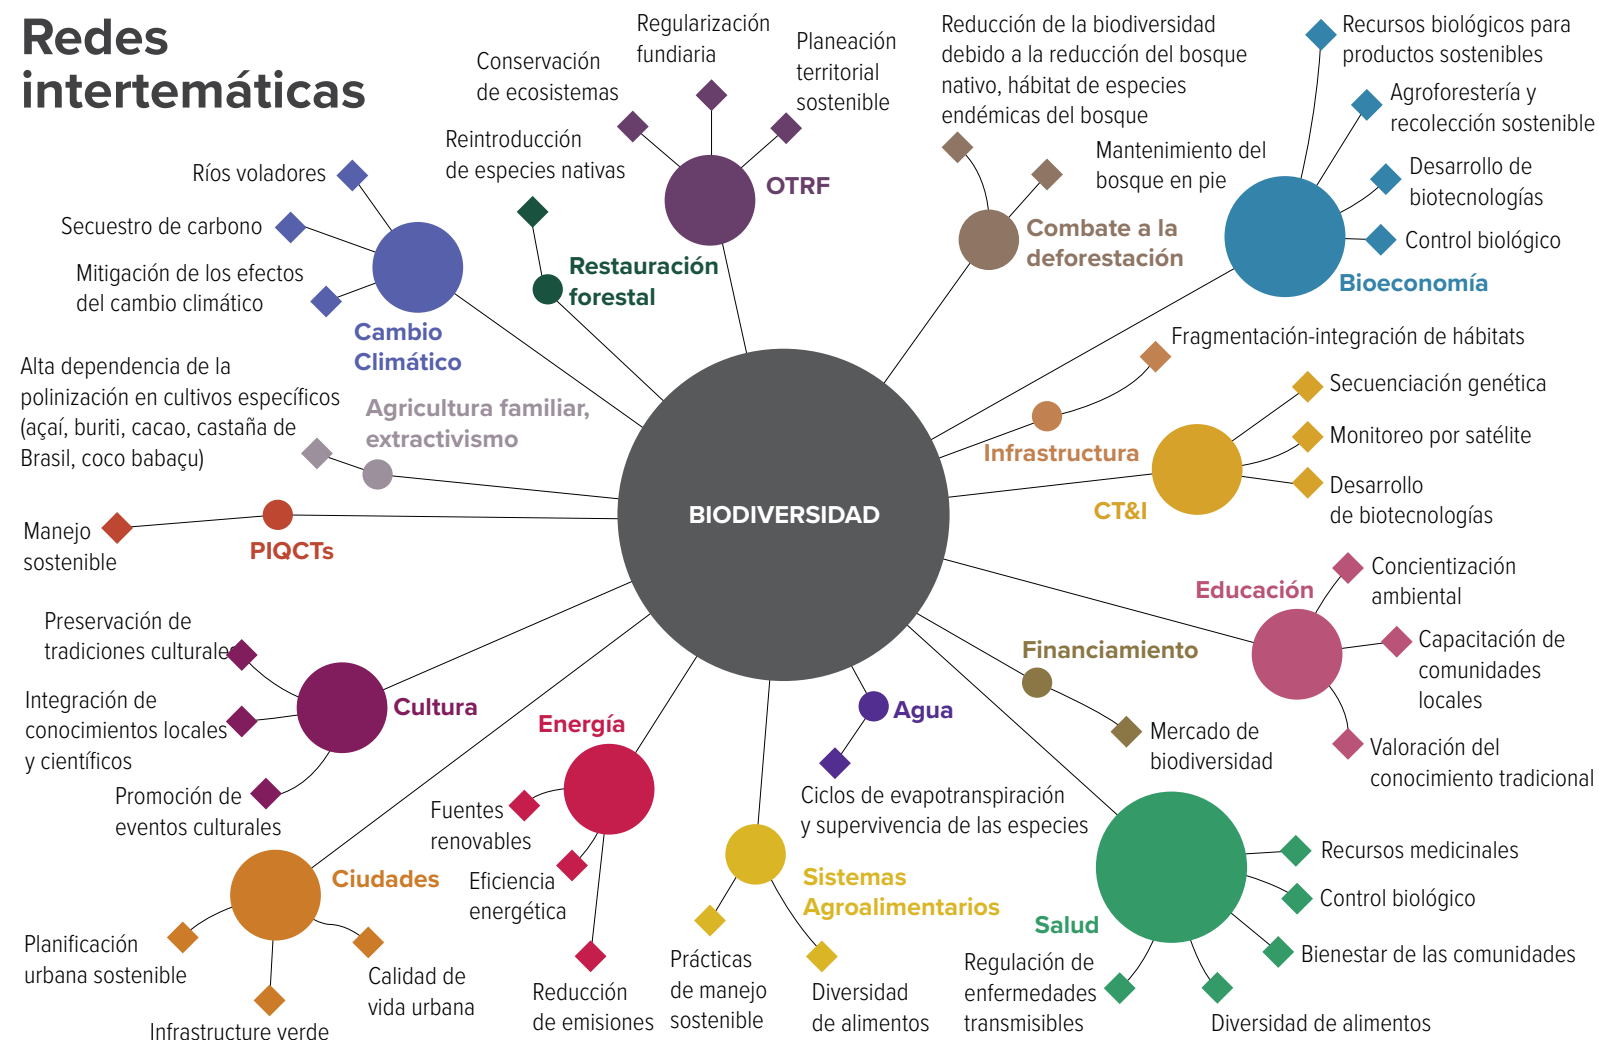 Redes
intertemáticas
Regularización
fundiaria
Planeación
territorial
sostenible
Conservación
de ecosistemas
Reintroducción
de especies nativas
OTRF
Reducción de la biodiversidad
debido a la reducción del bosque
nativo, hábitat de especies
endémicas del bosque
Mantenimiento del
bosque en pie
Combate a la
deforestación
Recursos biológicos para
productos sostenibles
Agroforestería y
recolección sostenible
Desarrollo de
biotecnologías
Control biológico
Bioeconomía
Ríos voladores
Secuestro de carbono
Mitigación de los efectos
del cambio climático
Cambio
Climático
Restauración
forestal
Alta dependencia de la
polinización en cultivos específicos
(açaí, buriti, cacao, castaña de
Brasil, coco babaçu)
Agricultura familiar,
extractivismo
Fragmentación-integración de hábitats
Infrastructura
Secuenciación genética
Monitoreo por satélite
Desarrollo
de biotecnologías
CT&I
BIODIVERSIDAD
Manejo
sostenible
PIQCTs
Educación
Concientización
ambiental
Capacitación de
comunidades
locales
Valoración del
conocimiento tradicional
Preservación de
tradiciones culturales
Integración de
conocimientos locales
y científicos
Promoción de
eventos culturales
Cultura
Financiamiento
Mercado de
biodiversidad
Agua
Ciclos de evapotranspiración
y supervivencia de las especies
Energía
Fuentes
renovables
Eficiencia
energética
Reducción
de emisiones
Sistemas
Agroalimentarios
Prácticas
de manejo
sostenible
Diversidad
de alimentos
Ciudades
Planificación
urbana sostenible
Calidad de
vida urbana
Infrastructure verde
Salud
Recursos medicinales
Control biológico
Bienestar de las comunidades
Regulación de
enfermedades
transmisibles
Diversidad de alimentos